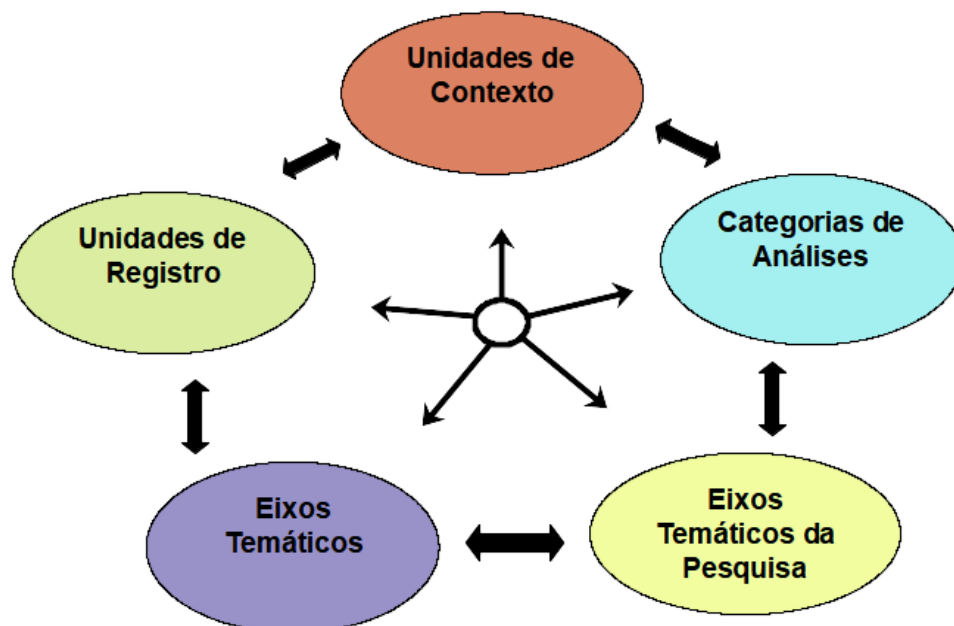 Unidades de
Contexto
Unidades de
Registro
Categorias de
Análises
Eixos
Temáticos
Eixos
Temáticos da
Pesquisa